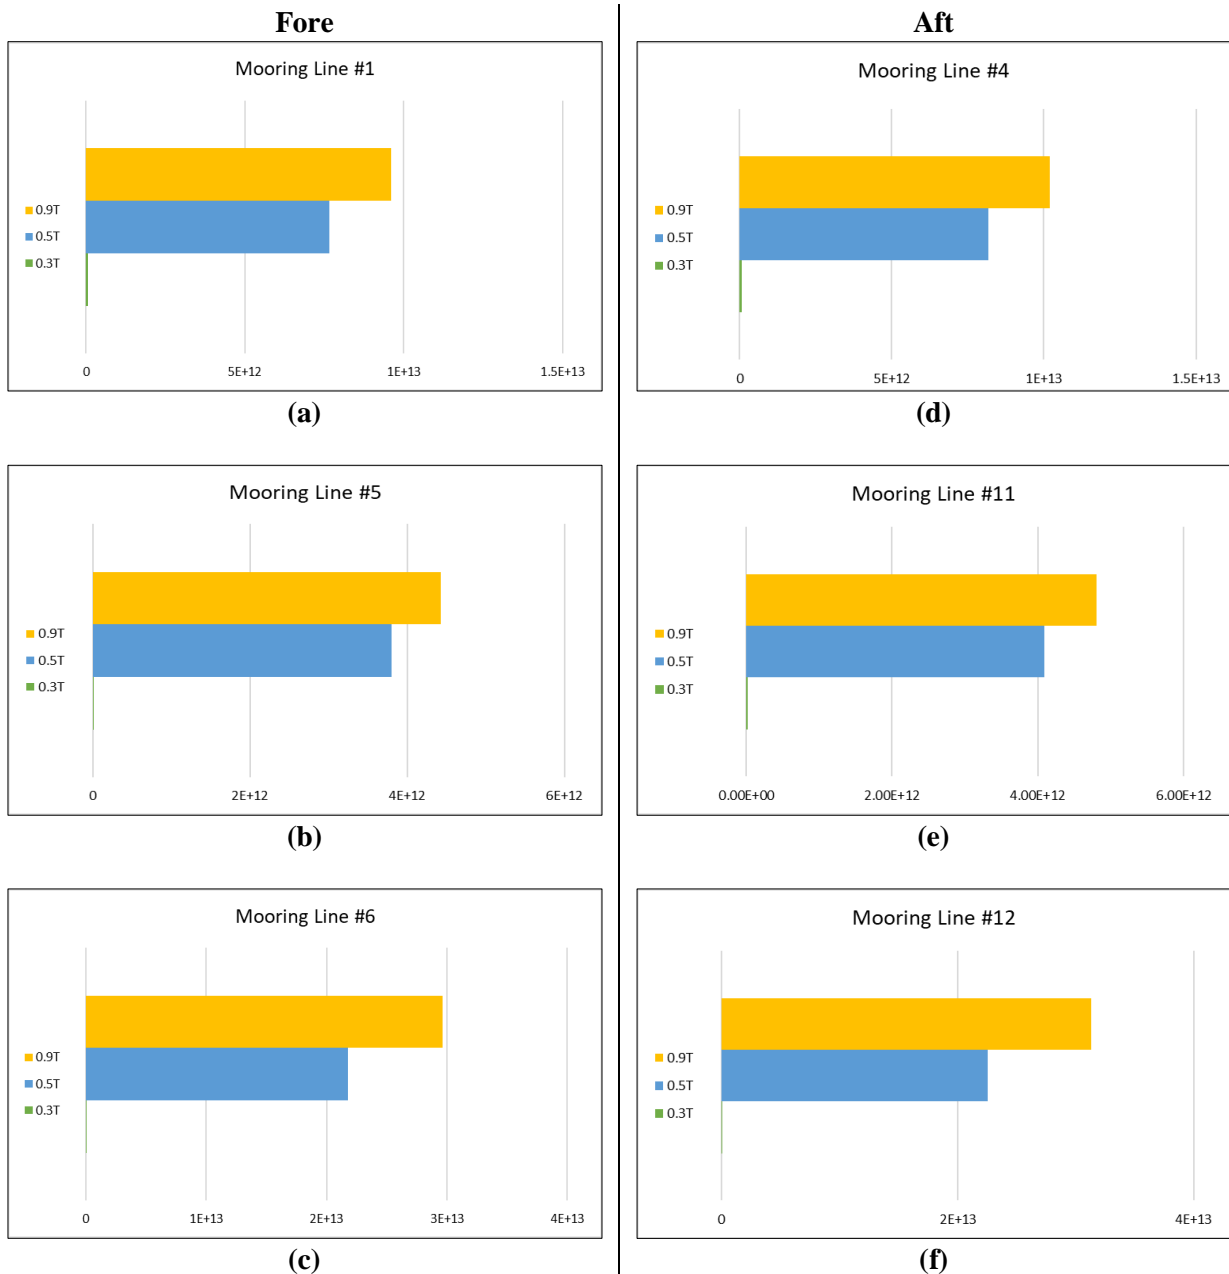 Fore
Mooring Line #1
0.9T
0.5T
0.3T
0 5E+12 1E+13 1.5E+13
(a)
Mooring Line #5
0.9T
0.5T
0.3T
0 2E+12 4E+12 6E+12
(b)
Mooring Line #6
0.9T
0.5T
0.3T
0 1E+13 2E+13 3E+13 4E+13
(c)
Aft
Mooring Line #4
0.9T
0.5T
0.3T
0 5E+12 1E+13 1.5E+13
(d)
Mooring Line #11
0.9T
0.5T
0.3T
0.00E+00 2.00E+12 4.00E+12 6.00E+12
(e)
Mooring Line #12
0.9T
0.5T
0.3T
0 2E+13 4E+13
(f)